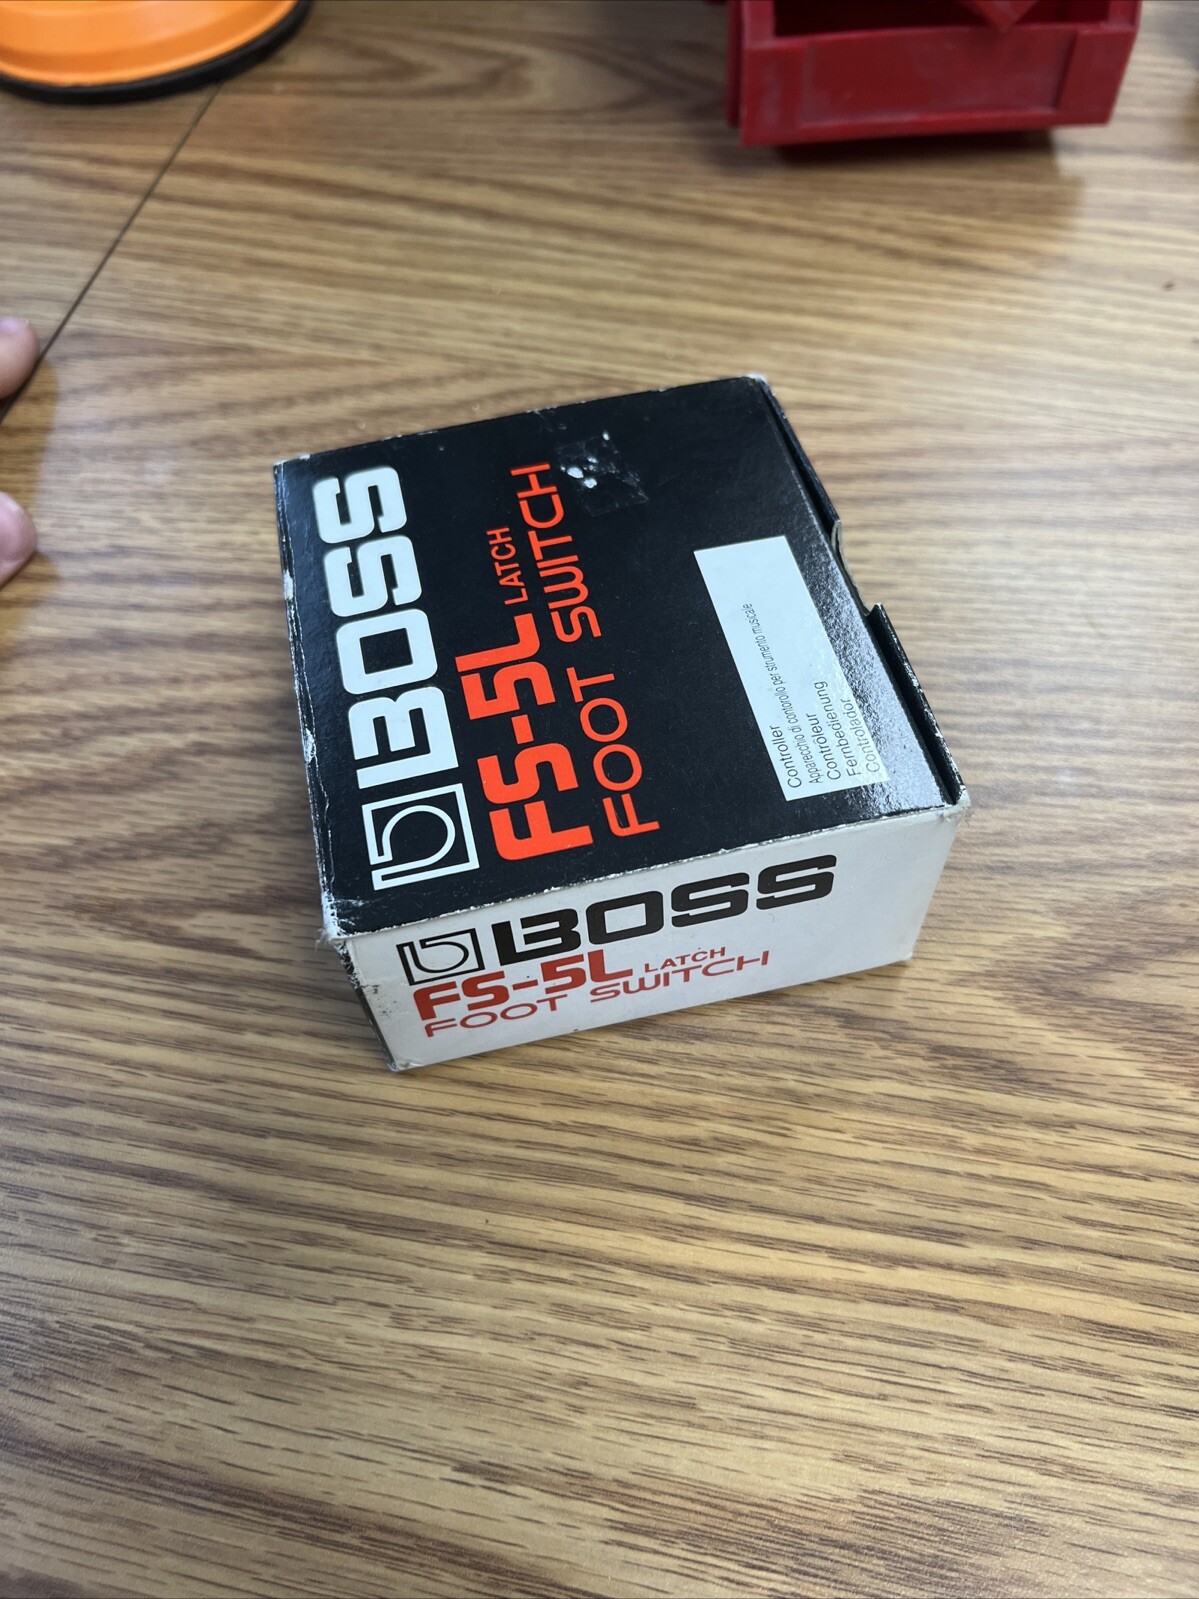 BOSS
FS-5L LATCH
FOOT SWITCH
Controller
Apparecchio di controllo per strumento musicale
Contrôleur
Fernbedienung
Controlador
BOSS
FS-5L LATCH
FOOT SWITCH